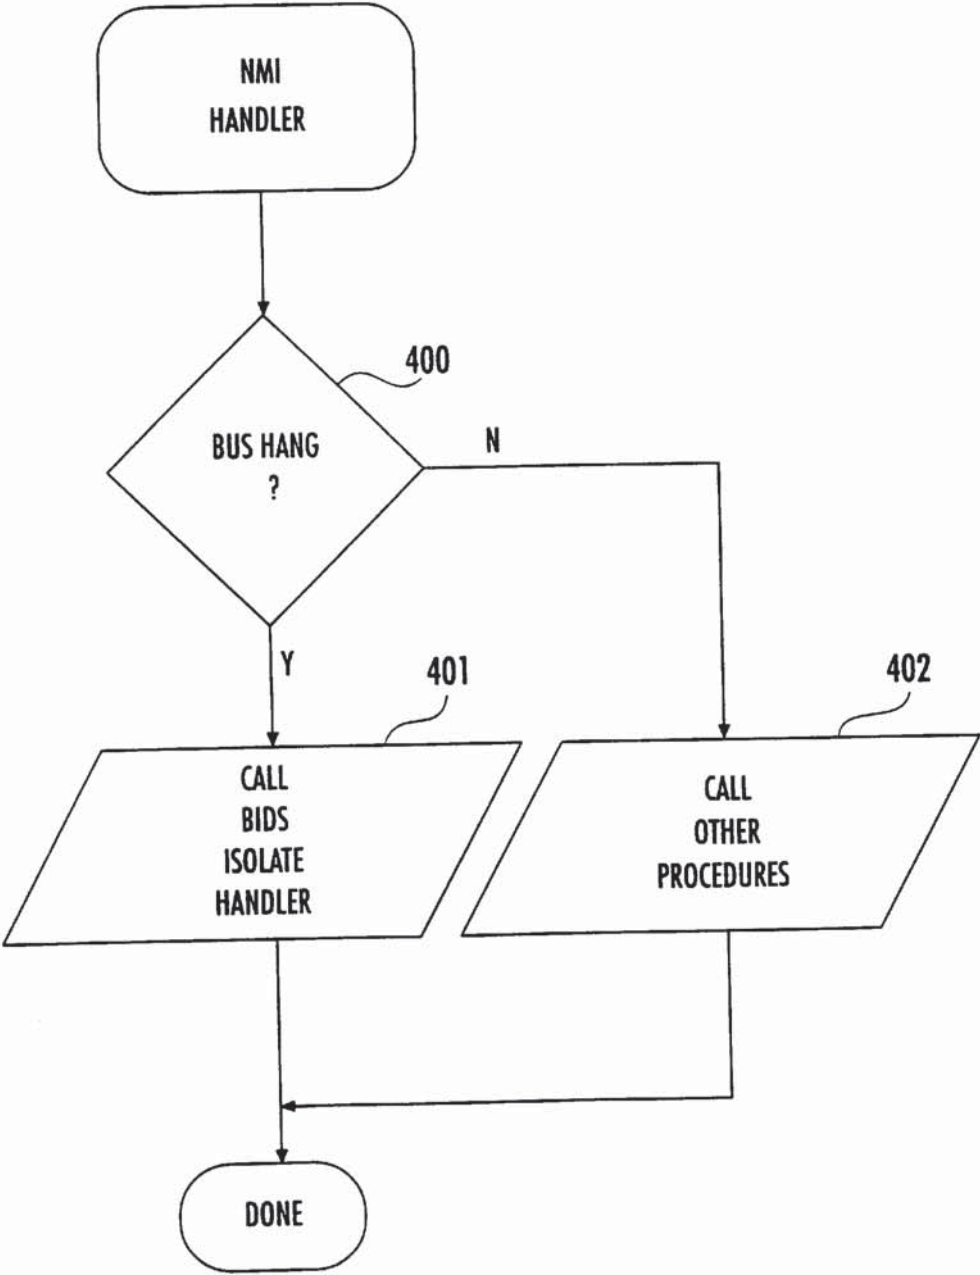 NMI
HANDLER
400
BUS HANG
?
N
Y
401
402
CALL
BIDS
ISOLATE
HANDLER
CALL
OTHER
PROCEDURES
DONE